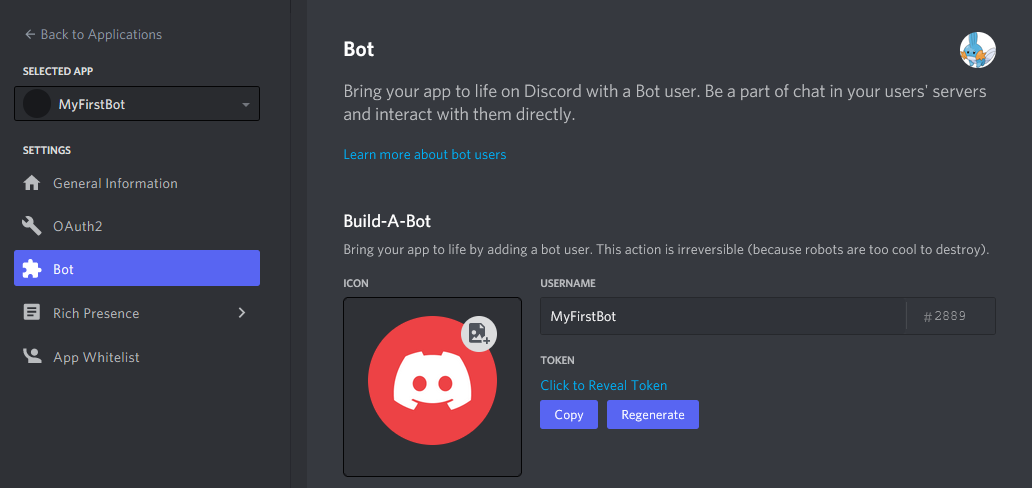 ← Back to Applications
SELECTED APP
MyFirstBot
SETTINGS
General Information
OAuth2
Bot
Rich Presence
App Whitelist
Bot
Bring your app to life on Discord with a Bot user. Be a part of chat in your users' servers
and interact with them directly.
Learn more about bot users
Build-A-Bot
Bring your app to life by adding a bot user. This action is irreversible (because robots are too cool to destroy).
ICON
USERNAME
MyFirstBot #2889
TOKEN
Click to Reveal Token
Copy Regenerate